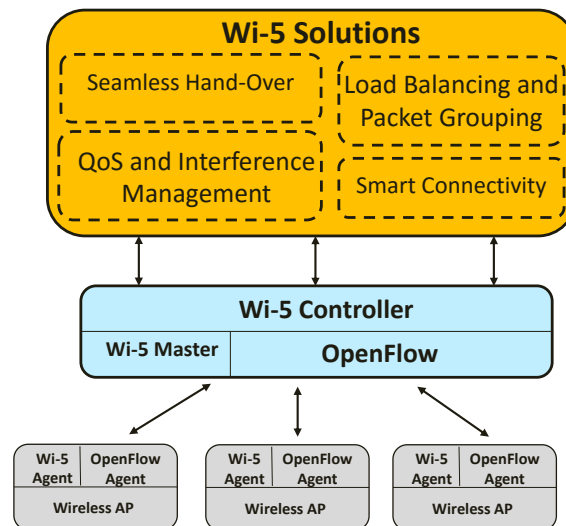 Wi-5 Solutions
Seamless Hand-Over
Load Balancing and
Packet Grouping
QoS and Interference
Management
Smart Connectivity
Wi-5 Controller
Wi-5 Master
OpenFlow
Wi-5
Agent
OpenFlow
Agent
Wireless AP
Wi-5
Agent
OpenFlow
Agent
Wireless AP
Wi-5
Agent
OpenFlow
Agent
Wireless AP